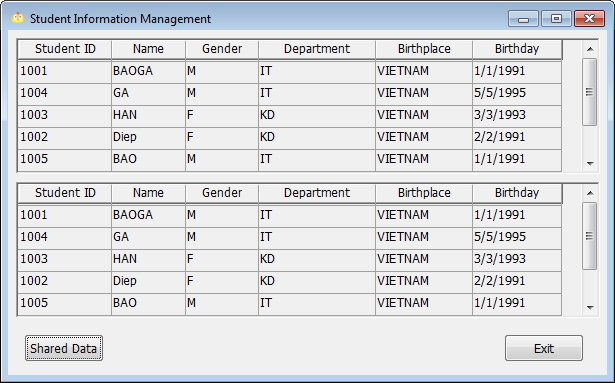 Student Information Management
Student ID Name Gender Department Birthplace Birthday
1001 BAOGA M IT VIETNAM 1/1/1991
1004 GA M IT VIETNAM 5/5/1995
1003 HAN F KD VIETNAM 3/3/1993
1002 Diep F KD VIETNAM 2/2/1991
1005 BAO M IT VIETNAM 1/1/1991
Student ID Name Gender Department Birthplace Birthday
1001 BAOGA M IT VIETNAM 1/1/1991
1004 GA M IT VIETNAM 5/5/1995
1003 HAN F KD VIETNAM 3/3/1993
1002 Diep F KD VIETNAM 2/2/1991
1005 BAO M IT VIETNAM 1/1/1991
Shared Data Exit